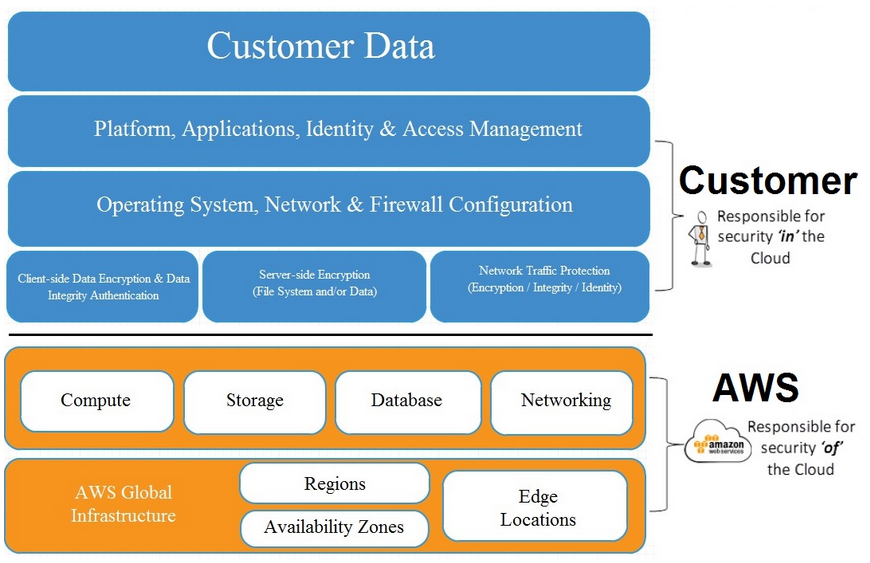 Customer Data
Platform, Applications, Identity & Access Management
Operating System, Network & Firewall Configuration
Client-side Data Encryption & Data
Integrity Authentication
Server-side Encryption
(File System and/or Data)
Network Traffic Protection
(Encryption / Integrity / Identity)
Customer
Responsible for
security ‘in’ the
Cloud
Compute
Storage
Database
Networking
AWS Global
Infrastructure
Regions
Availability Zones
Edge
Locations
AWS
amazon
web services
Responsible for
security ‘of’
the Cloud